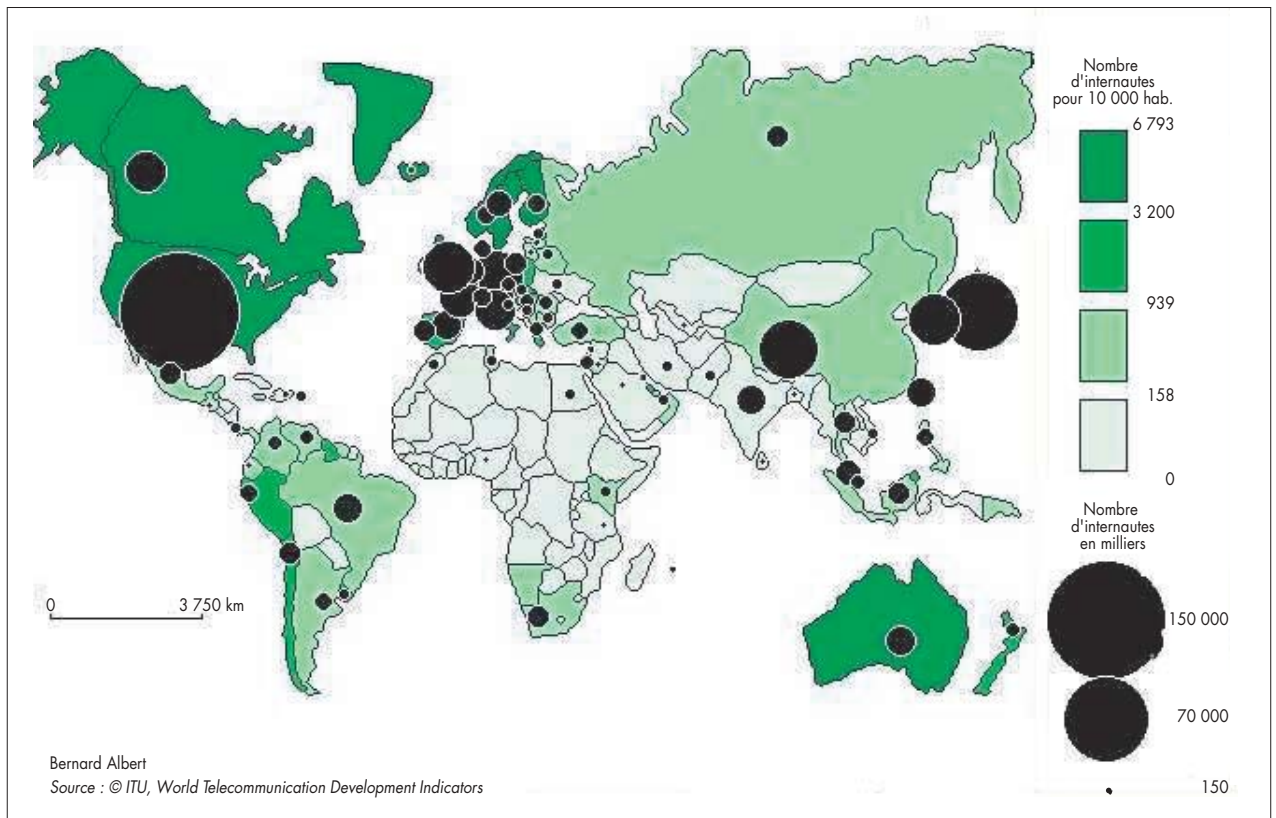 Nombre
d'internautes
pour 10 000 hab.
6 793
3 200
939
158
0
Nombre
d'internautes
en milliers
150 000
70 000
150
0 3 750 km
Bernard Albert
Source : © ITU, World Telecommunication Development Indicators